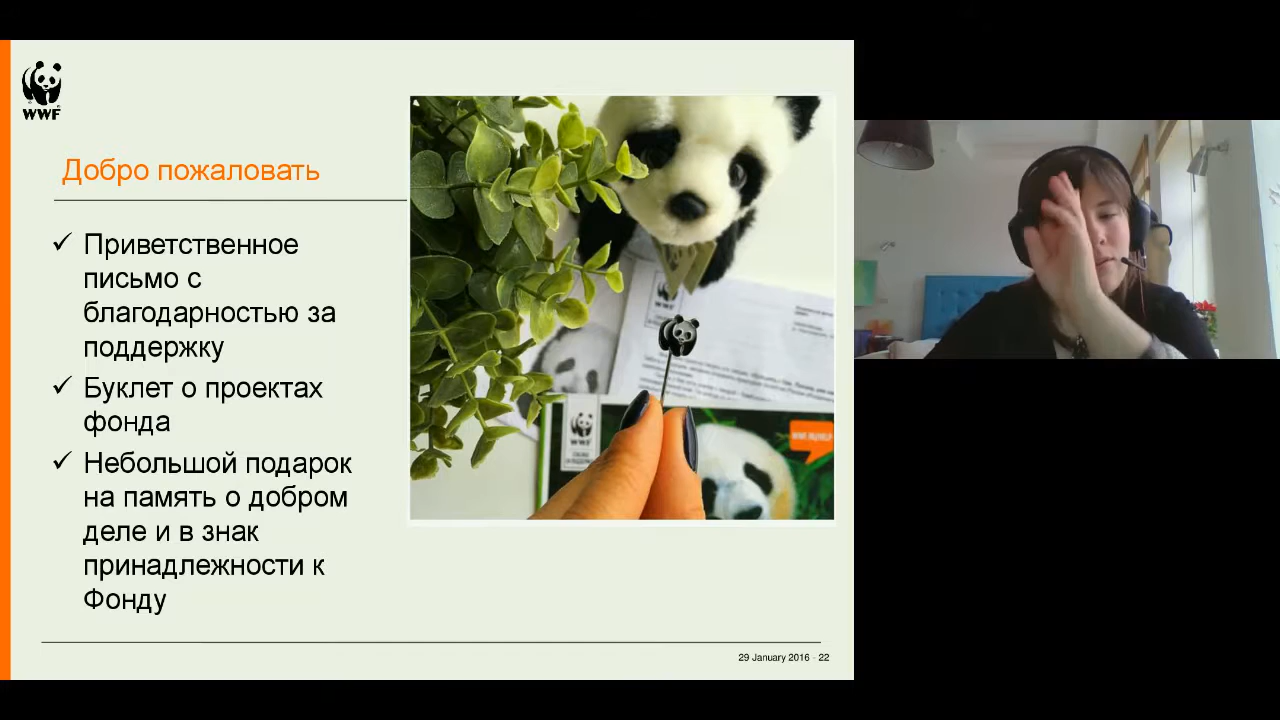 WWF
Добро пожаловать
Приветственное
письмо с
благодарностью за
поддержку
Буклет о проектах
фонда
Небольшой подарок
на память о добром
деле и в знак
принадлежности к
Фонду
WWF
29 January 2016 - 22